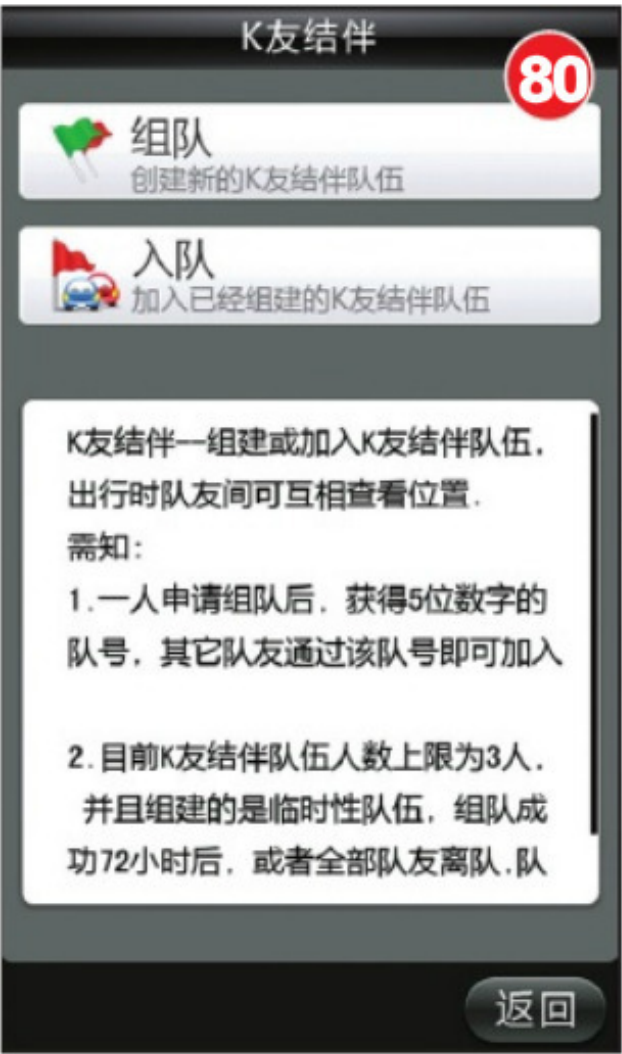 K友结伴
80
组队
创建新的K友结伴队伍
入队
加入已经组建的K友结伴队伍
K友结伴--组建或加入K友结伴队伍,
出行时队友间可互相查看位置.
需知:
1.一人申请组队后, 获得5位数字的
队号, 其它队友通过该队号即可加入
2.目前K友结伴队伍人数上限为3人,
并且组建的是临时性队伍, 组队成
功72小时后, 或者全部队友离队,队
返回